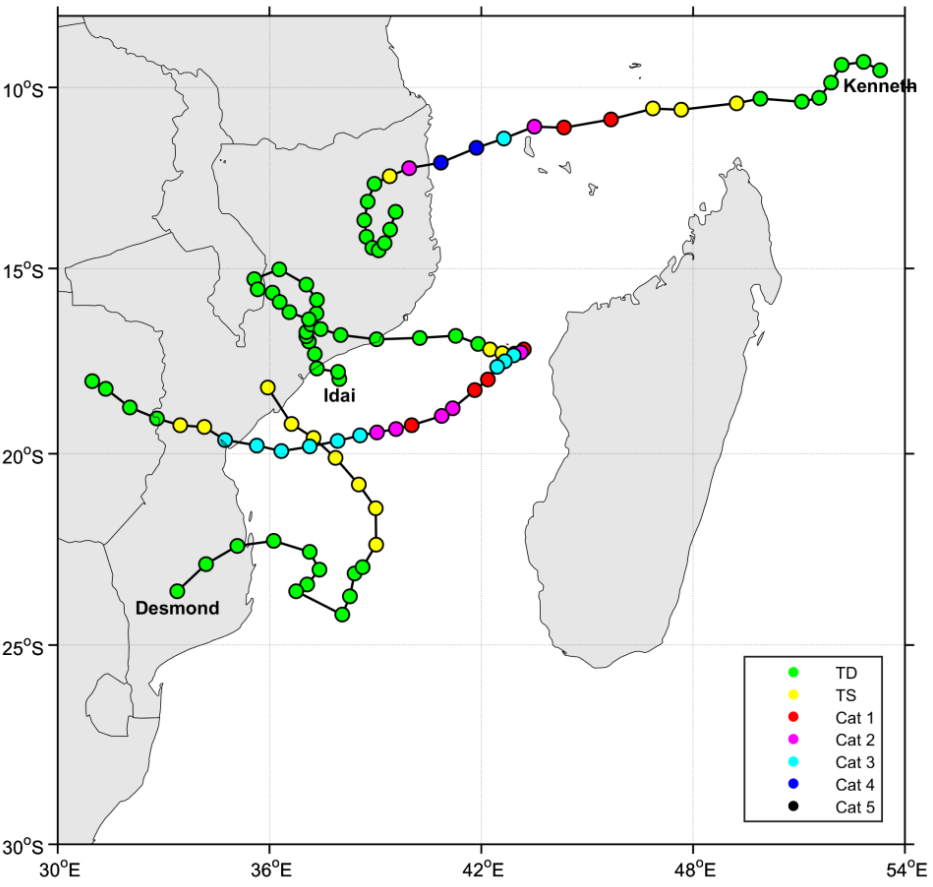 10°S
15°S
20°S
25°S
30°S
Kenneth
Idai
Desmond
TD
TS
Cat 1
Cat 2
Cat 3
Cat 4
Cat 5
30°E 36°E 42°E 48°E 54°E